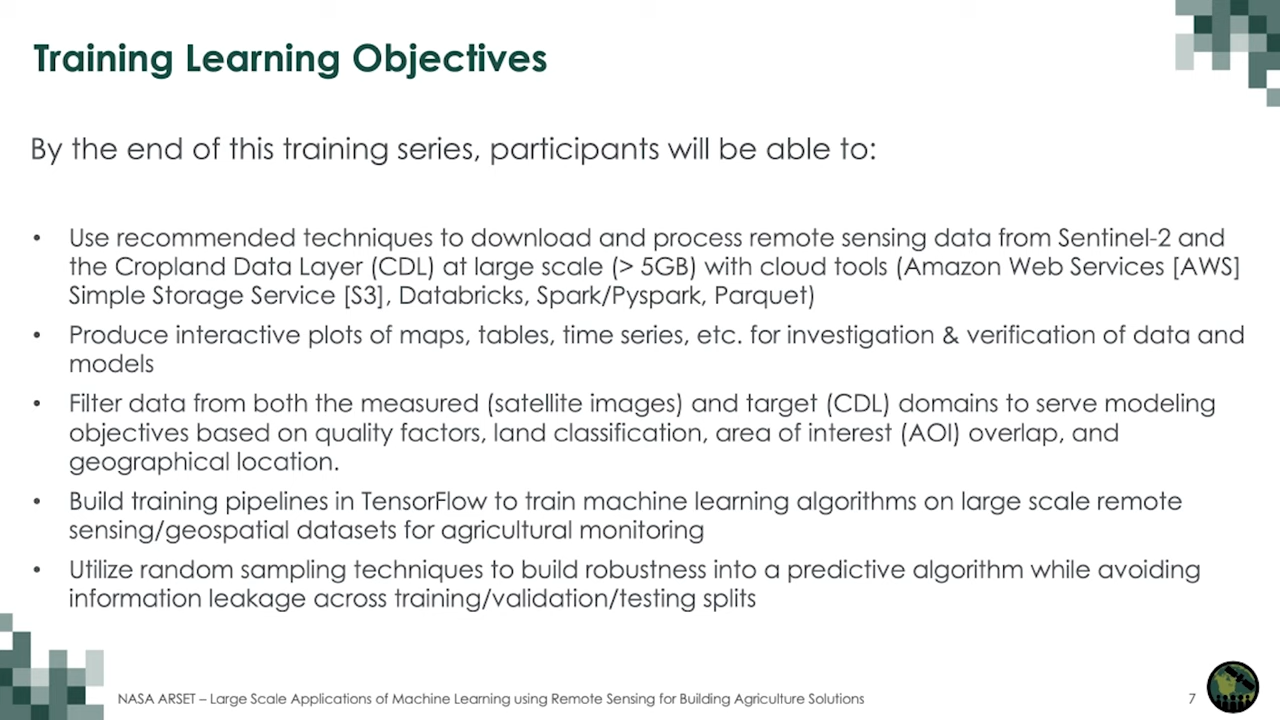 Training Learning Objectives
By the end of this training series, participants will be able to:
• Use recommended techniques to download and process remote sensing data from Sentinel-2 and
the Cropland Data Layer (CDL) at large scale (> 5GB) with cloud tools (Amazon Web Services [AWS]
Simple Storage Service [S3], Databricks, Spark/Pyspark, Parquet)
• Produce interactive plots of maps, tables, time series, etc. for investigation & verification of data and
models
• Filter data from both the measured (satellite images) and target (CDL) domains to serve modeling
objectives based on quality factors, land classification, area of interest (AOI) overlap, and
geographical location.
• Build training pipelines in TensorFlow to train machine learning algorithms on large scale remote
sensing/geospatial datasets for agricultural monitoring
• Utilize random sampling techniques to build robustness into a predictive algorithm while avoiding
information leakage across training/validation/testing splits
NASA ARSET – Large Scale Applications of Machine Learning using Remote Sensing for Building Agriculture Solutions
7